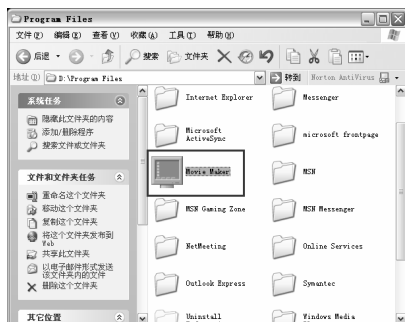 Program Files
文件(F) 编辑(E) 查看(V) 收藏(A) 工具(T) 帮助(H)
后退 搜索 文件夹
地址(D) D:\Program Files 转到 Norton AntiVirus
系统任务
隐藏此文件夹的内容
添加/删除程序
搜索文件或文件夹
文件和文件夹任务
重命名这个文件夹
移动这个文件夹
复制这个文件夹
将这个文件夹发布到
Web
共享此文件夹
以电子邮件形式发送
该文件夹内的文件
删除这个文件夹
其它位置
Internet Explorer
Messenger
Microsoft
ActiveSync
microsoft frontpage
Movie Maker
MSN
MSN Gaming Zone
MSN Messenger
NetMeeting
Online Services
Outlook Express
Symantec
Uninstall
Windows Media